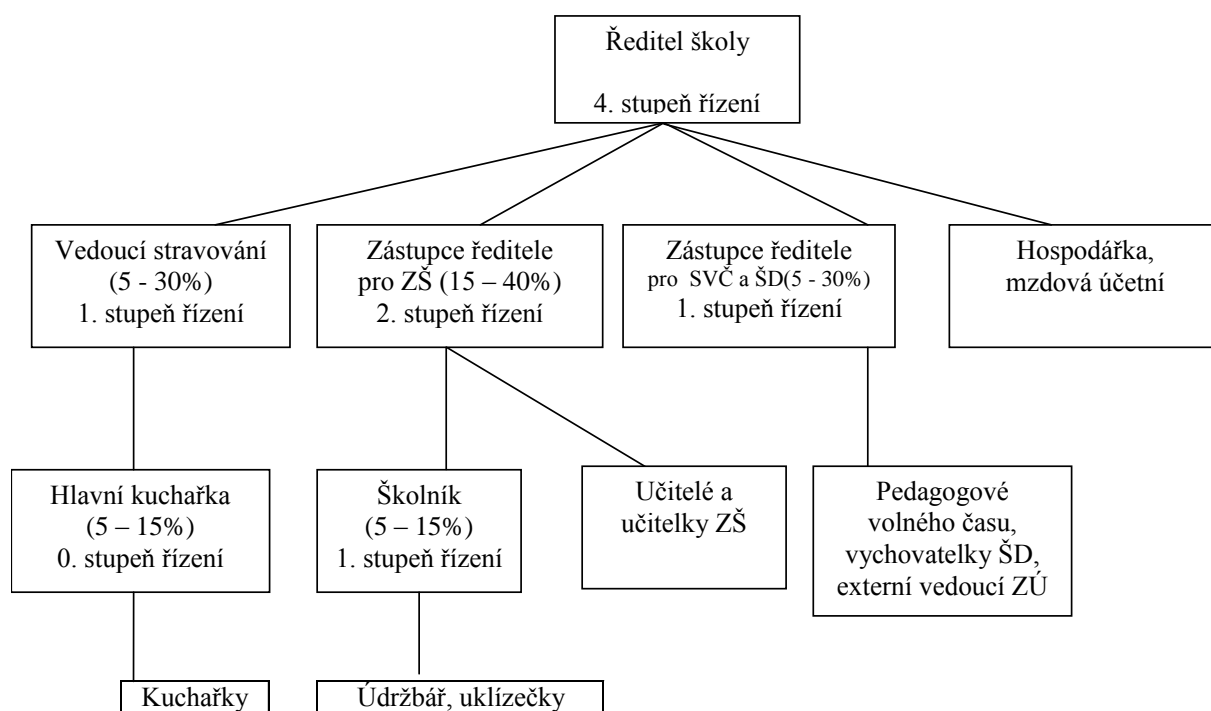 Ředitel školy
4. stupeň řízení
Vedoucí stravování
(5 - 30%)
1. stupeň řízení
Zástupce ředitele
pro ZŠ (15 – 40%)
2. stupeň řízení
Zástupce ředitele
pro SVČ a ŠD(5 - 30%)
1. stupeň řízení
Hospodářka,
mzdová účetní
Hlavní kuchařka
(5 – 15%)
0. stupeň řízení
Školník
(5 – 15%)
1. stupeň řízení
Učitelé a
učitelky ZŠ
Pedagogové
volného času,
vychovatelky ŠD,
externí vedoucí ZÚ
Kuchařky
Údržbář, uklízečky